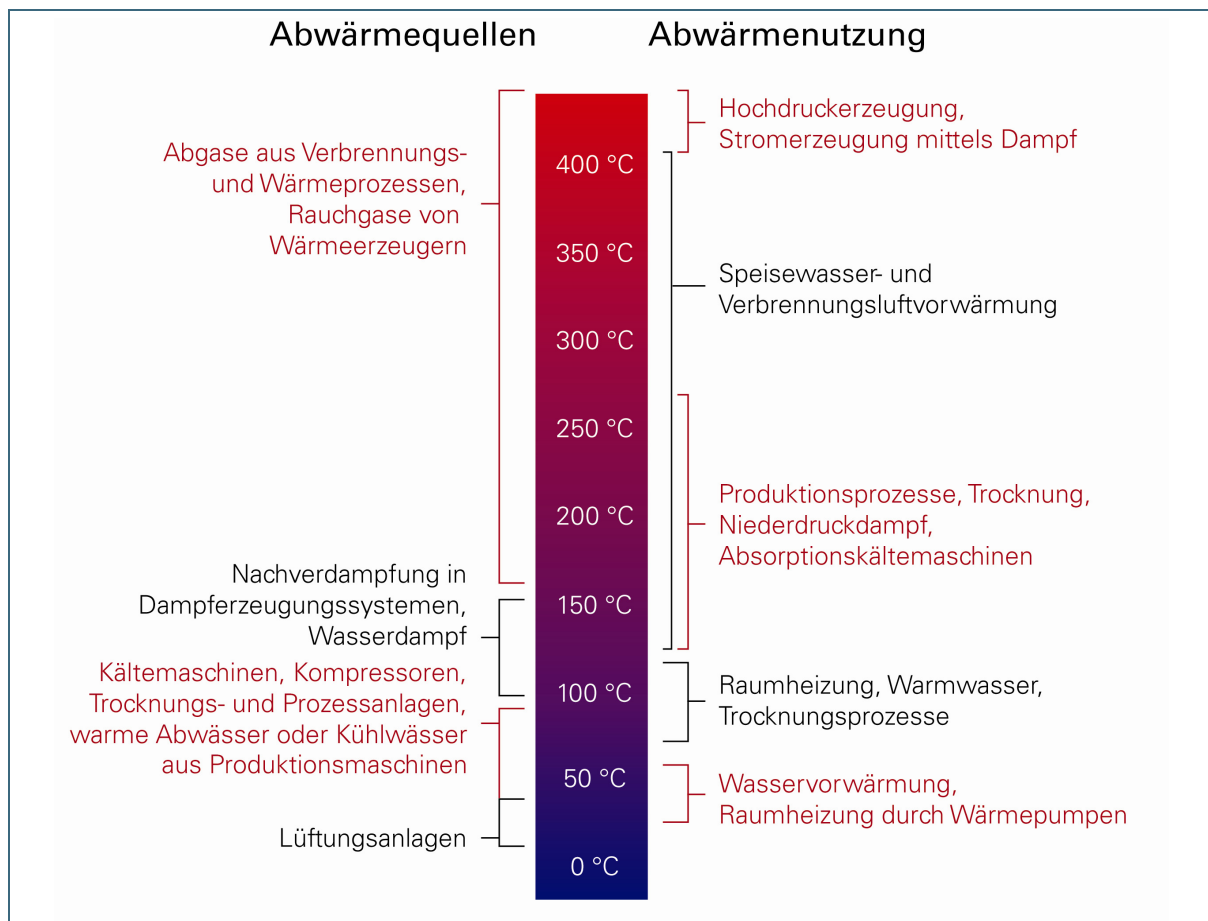 Abwärmequellen
Abwärmenutzung
Abgase aus Verbrennungs-
und Wärmeprozessen,
Rauchgase von
Wärmeerzeugern
Nachverdampfung in
Dampferzeugungssystemen,
Wasserdampf
Kältemaschinen, Kompressoren,
Trocknungs- und Prozessanlagen,
warme Abwässer oder Kühlwässer
aus Produktionsmaschinen
Lüftungsanlagen
400 °C
350 °C
300 °C
250 °C
200 °C
150 °C
100 °C
50 °C
0 °C
Hochdruckerzeugung,
Stromerzeugung mittels Dampf
Speisewasser- und
Verbrennungsluftvorwärmung
Produktionsprozesse, Trocknung,
Niederdruckdampf,
Absorptionskältemaschinen
Raumheizung, Warmwasser,
Trocknungsprozesse
Wasservorwärmung,
Raumheizung durch Wärmepumpen